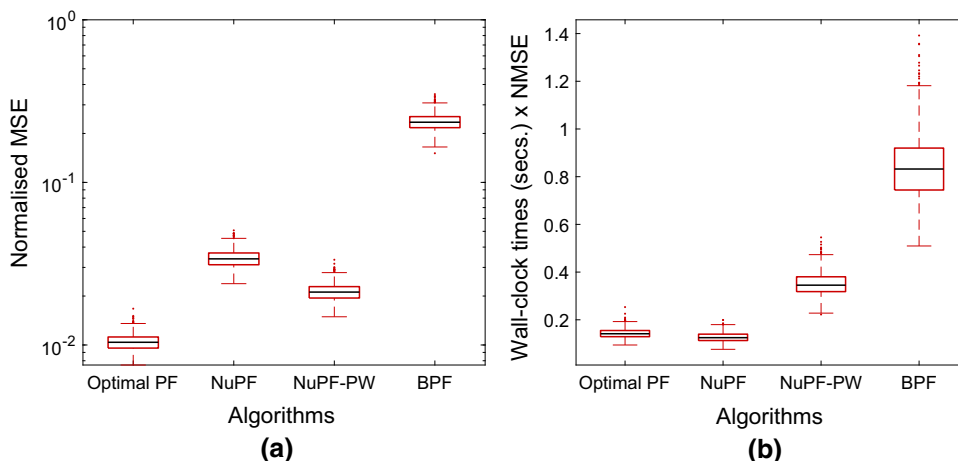 Normalised MSE
10^0
10^-1
10^-2
Optimal PF NuPF NuPF-PW BPF
Algorithms
(a)
Wall-clock times (secs.) x NMSE
1.4
1.2
1
0.8
0.6
0.4
0.2
Optimal PF NuPF NuPF-PW BPF
Algorithms
(b)